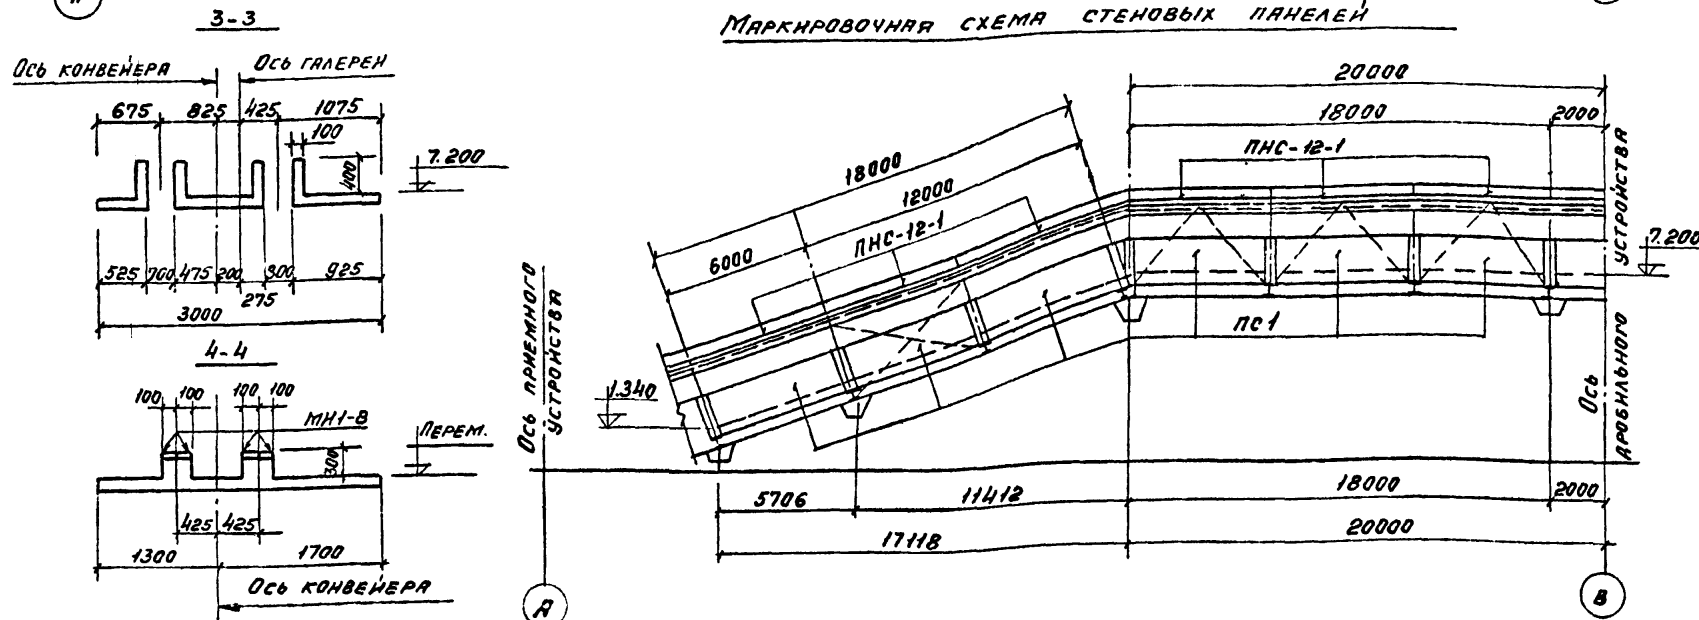 МАРКИРОВОЧНАЯ СХЕМА СТЕНОВЫХ ПАНЕЛЕЙ
3-3
ОСЬ КОНВЕЙЕРА
ОСЬ ГАЛЕРЕИ
675 825 425 1075
100
400
7.200
525 700 475 200 300 925
275
3000
4-4
100 100 100 100
МН1-8
ПЕРЕМ.
300
425 425
1300 1700
ОСЬ КОНВЕЙЕРА
20000
18000 2000
ПНС-12-1
18000
12000
6000
ПНС-12-1
7.200
ПС1
1.340
ОСЬ ПРИЕМНОГО
УСТРОЙСТВА
ОСЬ
ДРОБИЛЬНОГО УСТРОЙСТВА
5706 11412 18000 2000
17118 20000
А
В